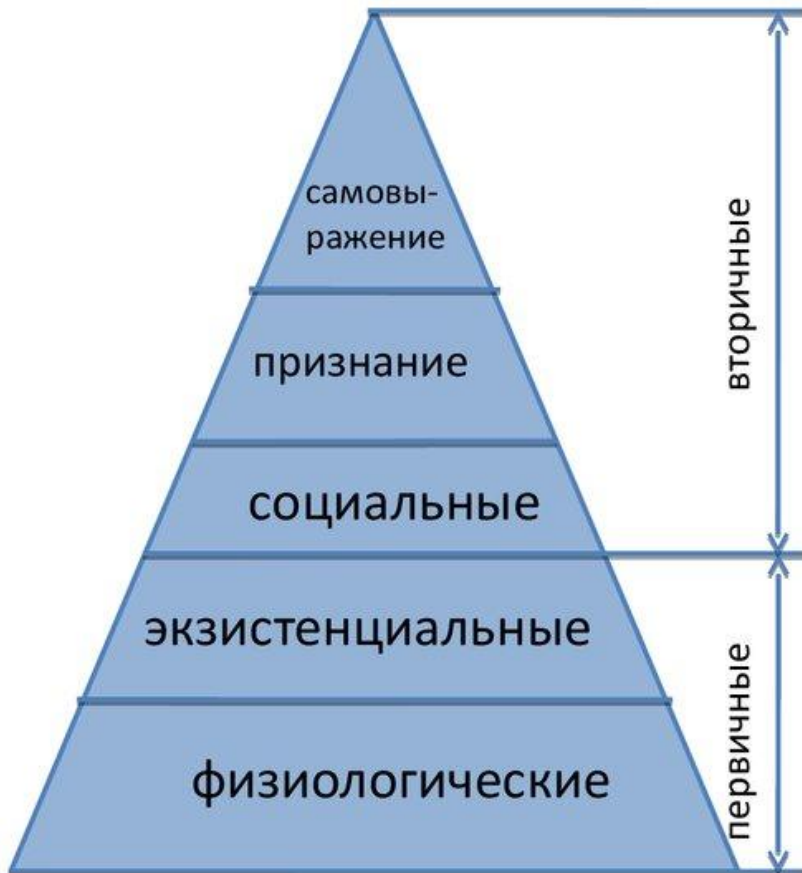 самовы-
ражение
признание
социальные
экзистенциальные
физиологические
вторичные
первичные